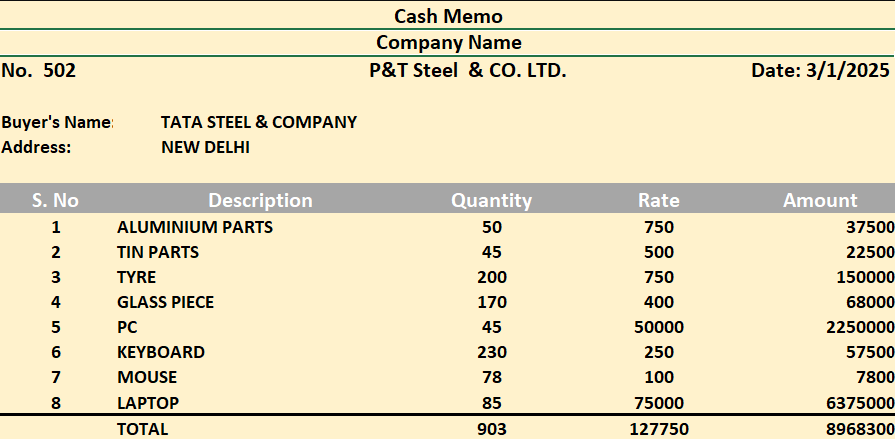 Cash Memo
Company Name
No. 502 P&T Steel & CO. LTD. Date: 3/1/2025
Buyer's Name: TATA STEEL & COMPANY
Address: NEW DELHI
S. No Description Quantity Rate Amount
1 ALUMINIUM PARTS 50 750 37500
2 TIN PARTS 45 500 22500
3 TYRE 200 750 150000
4 GLASS PIECE 170 400 68000
5 PC 45 50000 2250000
6 KEYBOARD 230 250 57500
7 MOUSE 78 100 7800
8 LAPTOP 85 75000 6375000
TOTAL 903 127750 8968300